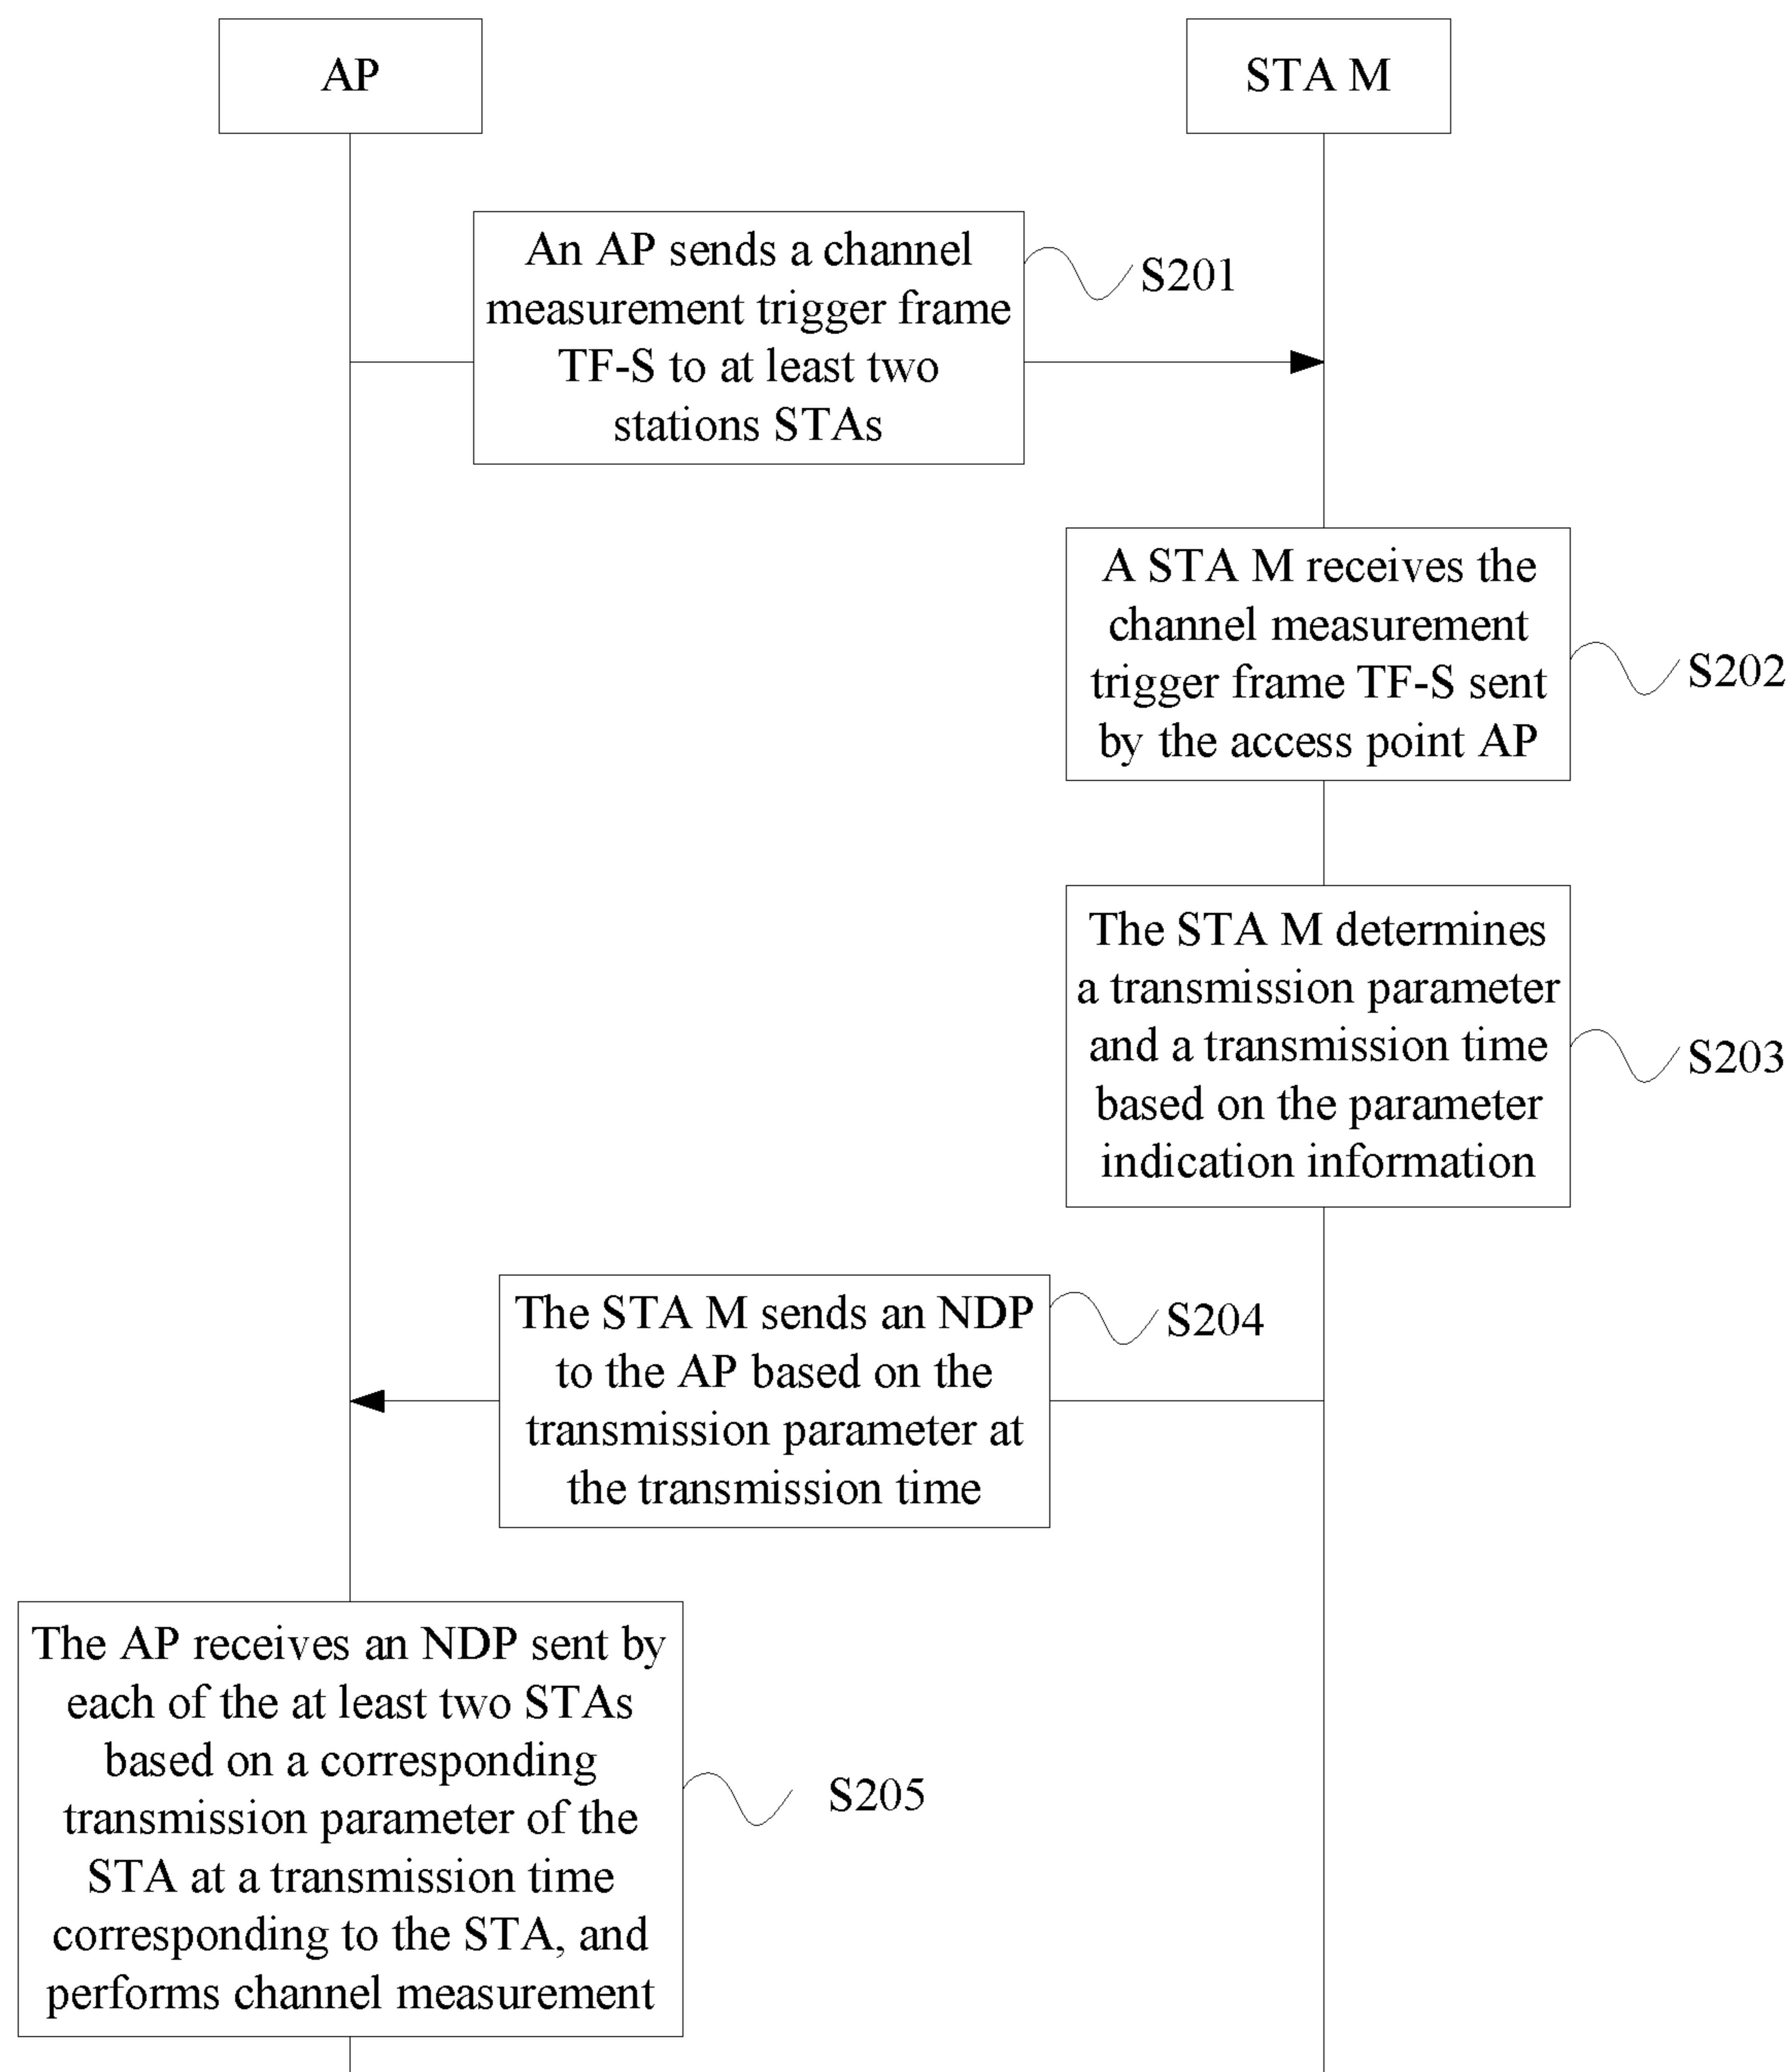 AP
STA M
An AP sends a channel
measurement trigger frame
TF-S to at least two
stations STAs
S201
A STA M receives the
channel measurement
trigger frame TF-S sent
by the access point AP
S202
The STA M determines
a transmission parameter
and a transmission time
based on the parameter
indication information
S203
The STA M sends an NDP
to the AP based on the
transmission parameter at
the transmission time
S204
The AP receives an NDP sent by
each of the at least two STAs
based on a corresponding
transmission parameter of the
STA at a transmission time
corresponding to the STA, and
performs channel measurement
S205